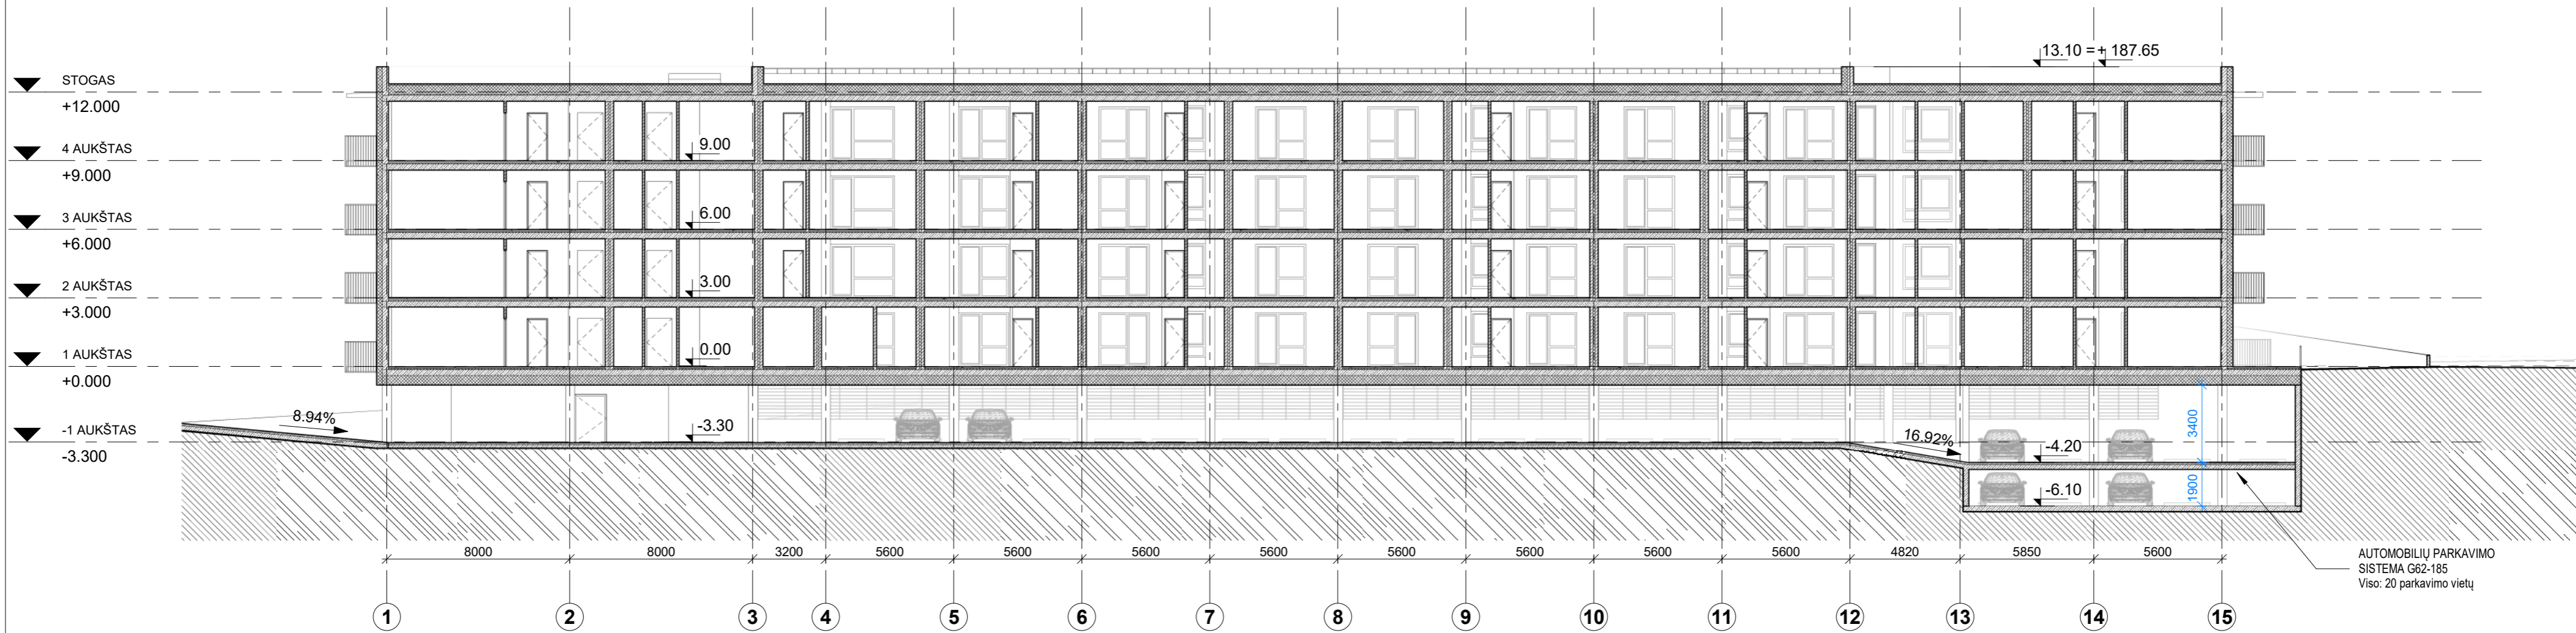 13.10 =+ 187.65
STOGAS
+12.000
4 AUKŠTAS
+9.000
9.00
3 AUKŠTAS
+6.000
6.00
2 AUKŠTAS
+3.000
3.00
1 AUKŠTAS
+0.000
0.00
8.94%
-1 AUKŠTAS
-3.300
-3.30
16.92%
-4.20
3400
-6.10
1900
8000 8000 3200 5600 5600 5600 5600 5600 5600 5600 5600 4820 5850 5600
AUTOMOBILIŲ PARKAVIMO
SISTEMA G62-185
Viso: 20 parkavimo vietų
1 2 3 4 5 6 7 8 9 10 11 12 13 14 15